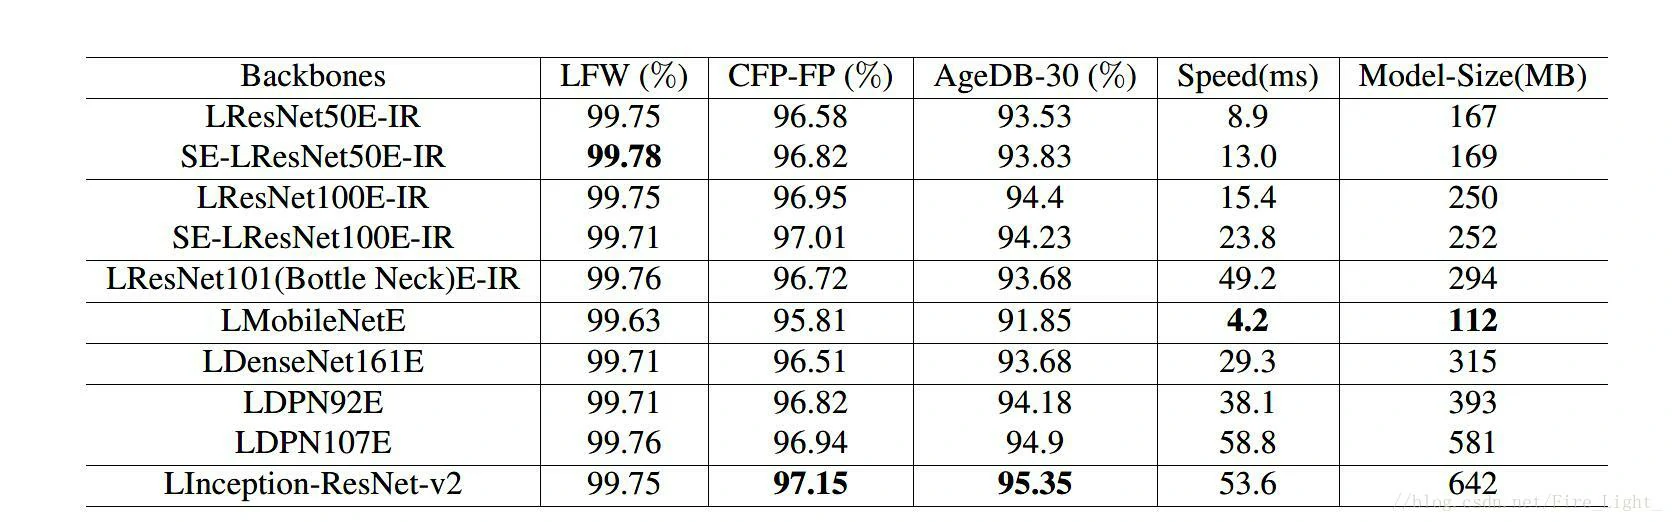 Backbones LFW (%) CFP-FP (%) AgeDB-30 (%) Speed(ms) Model-Size(MB)
LResNet50E-IR 99.75 96.58 93.53 8.9 167
SE-LResNet50E-IR 99.78 96.82 93.83 13.0 169
LResNet100E-IR 99.75 96.95 94.4 15.4 250
SE-LResNet100E-IR 99.71 97.01 94.23 23.8 252
LResNet101(Bottle Neck)E-IR 99.76 96.72 93.68 49.2 294
LMobileNetE 99.63 95.81 91.85 4.2 112
LDenseNet161E 99.71 96.51 93.68 29.3 315
LDPN92E 99.71 96.82 94.18 38.1 393
LDPN107E 99.76 96.94 94.9 58.8 581
LInception-ResNet-v2 99.75 97.15 95.35 53.6 642
//blog.csdn.net/Fire_Light_